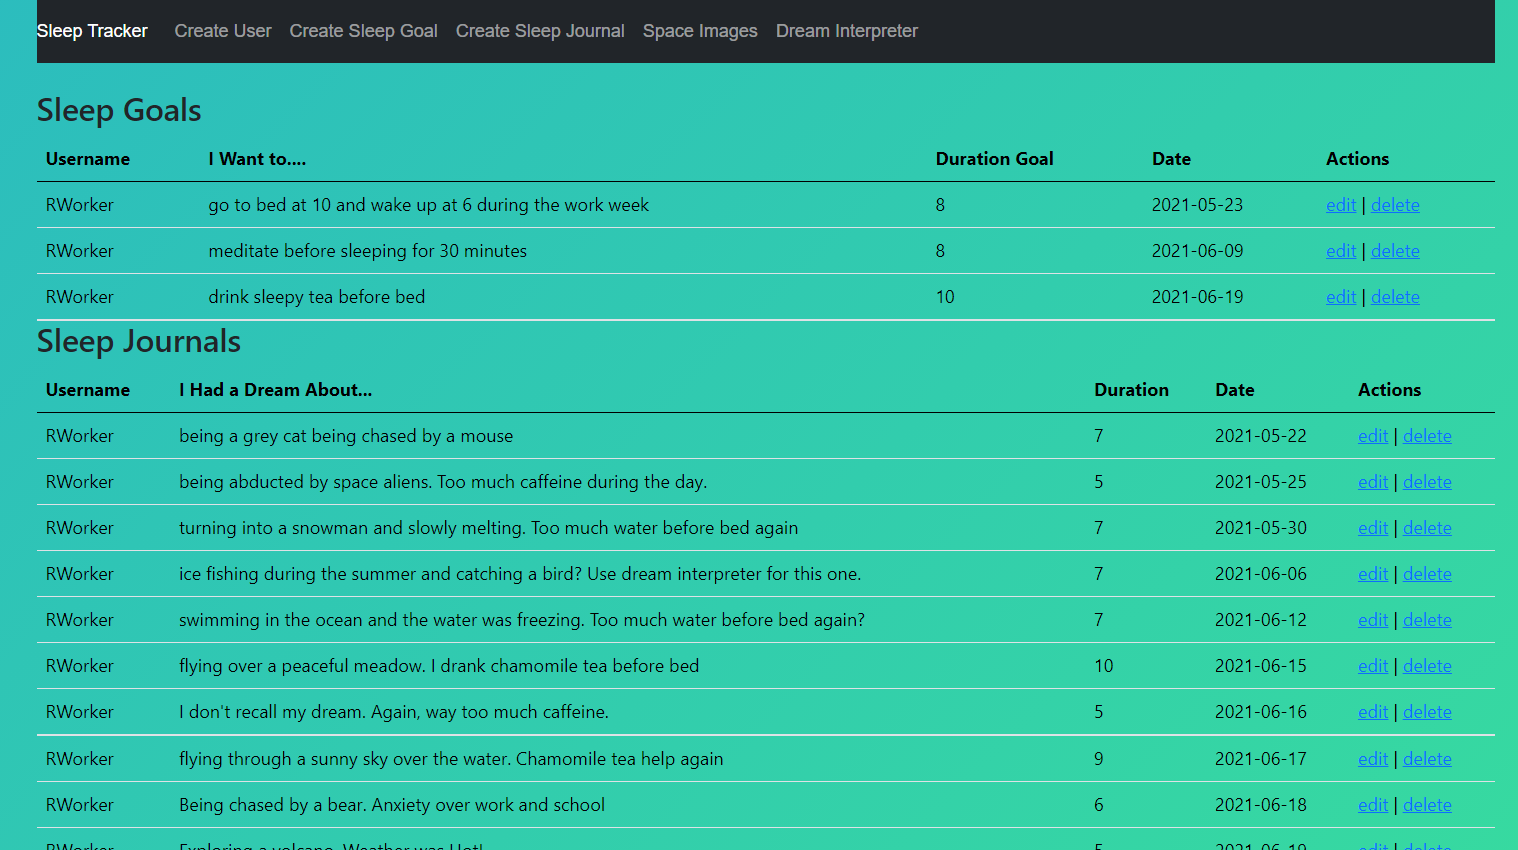 Sleep Tracker Create User Create Sleep Goal Create Sleep Journal Space Images Dream Interpreter
Sleep Goals
Username I Want to.... Duration Goal Date Actions
RWorker go to bed at 10 and wake up at 6 during the work week 8 2021-05-23 edit | delete
RWorker meditate before sleeping for 30 minutes 8 2021-06-09 edit | delete
RWorker drink sleepy tea before bed 10 2021-06-19 edit | delete
Sleep Journals
Username I Had a Dream About... Duration Date Actions
RWorker being a grey cat being chased by a mouse 7 2021-05-22 edit | delete
RWorker being abducted by space aliens. Too much caffeine during the day. 5 2021-05-25 edit | delete
RWorker turning into a snowman and slowly melting. Too much water before bed again 7 2021-05-30 edit | delete
RWorker ice fishing during the summer and catching a bird? Use dream interpreter for this one. 7 2021-06-06 edit | delete
RWorker swimming in the ocean and the water was freezing. Too much water before bed again? 7 2021-06-12 edit | delete
RWorker flying over a peaceful meadow. I drank chamomile tea before bed 10 2021-06-15 edit | delete
RWorker I don't recall my dream. Again, way too much caffeine. 5 2021-06-16 edit | delete
RWorker flying through a sunny sky over the water. Chamomile tea help again 9 2021-06-17 edit | delete
RWorker Being chased by a bear. Anxiety over work and school 6 2021-06-18 edit | delete
RWorker Exploring a volcano. Weather was Hot! 5 2021-06-19 edit | delete